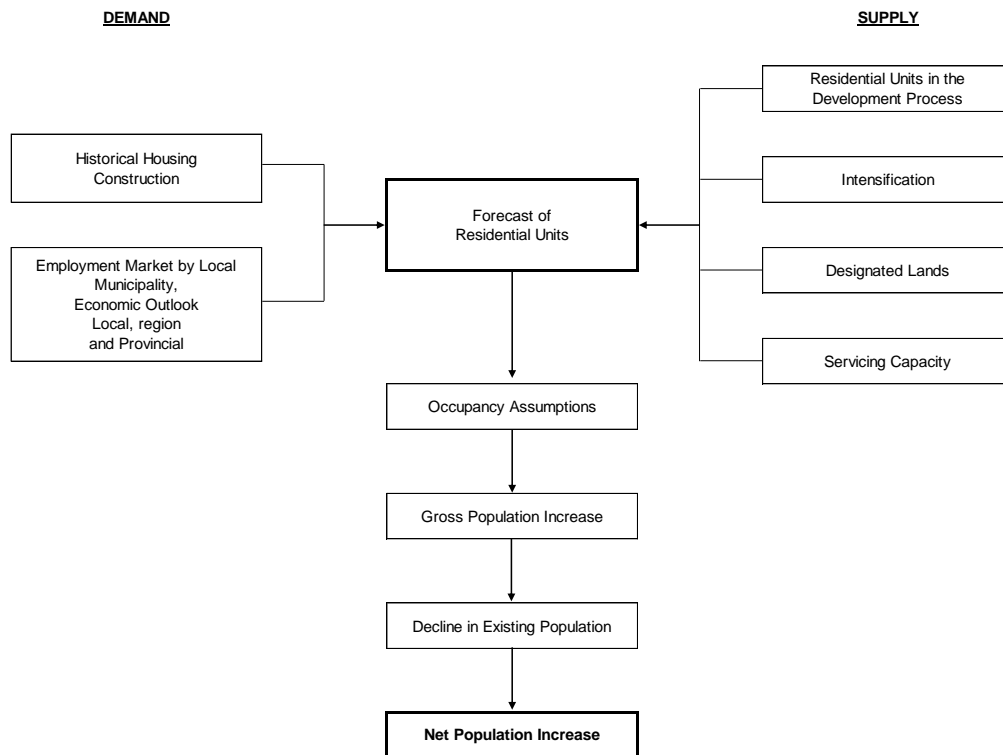 DEMAND
SUPPLY
Residential Units in the
Development Process
Historical Housing
Construction
Intensification
Forecast of
Residential Units
Employment Market by Local
Municipality,
Economic Outlook
Local, region
and Provincial
Designated Lands
Servicing Capacity
Occupancy Assumptions
Gross Population Increase
Decline in Existing Population
Net Population Increase